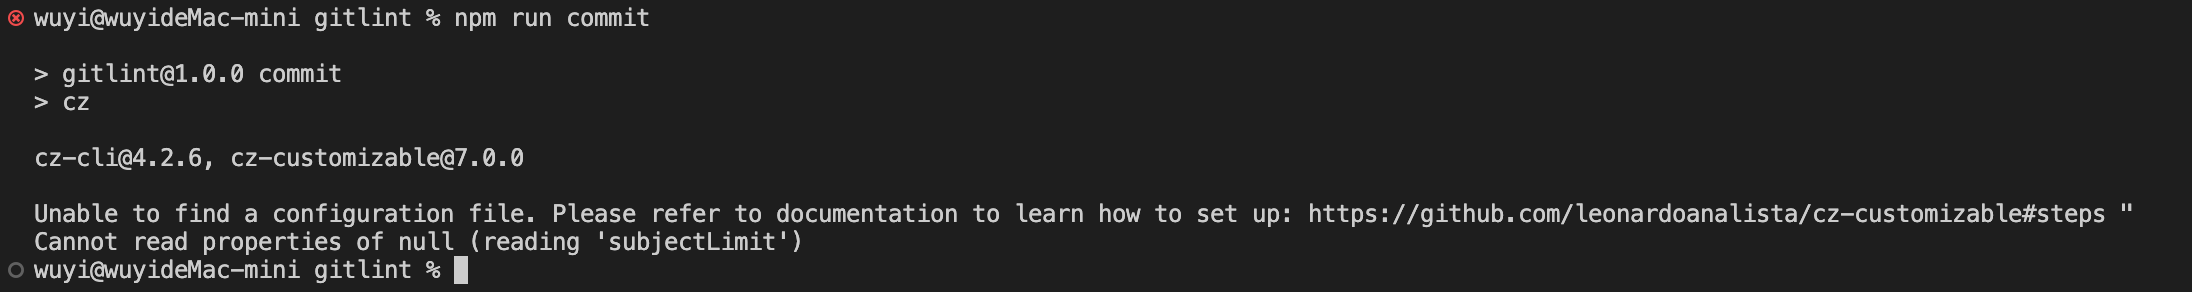 wuyi@wuyideMac-mini gitlint % npm run commit
> gitlint@1.0.0 commit
> cz
cz-cli@4.2.6, cz-customizable@7.0.0
Unable to find a configuration file. Please refer to documentation to learn how to set up: https://github.com/leonardoanalista/cz-customizable#steps "
Cannot read properties of null (reading 'subjectLimit')
wuyi@wuyideMac-mini gitlint %